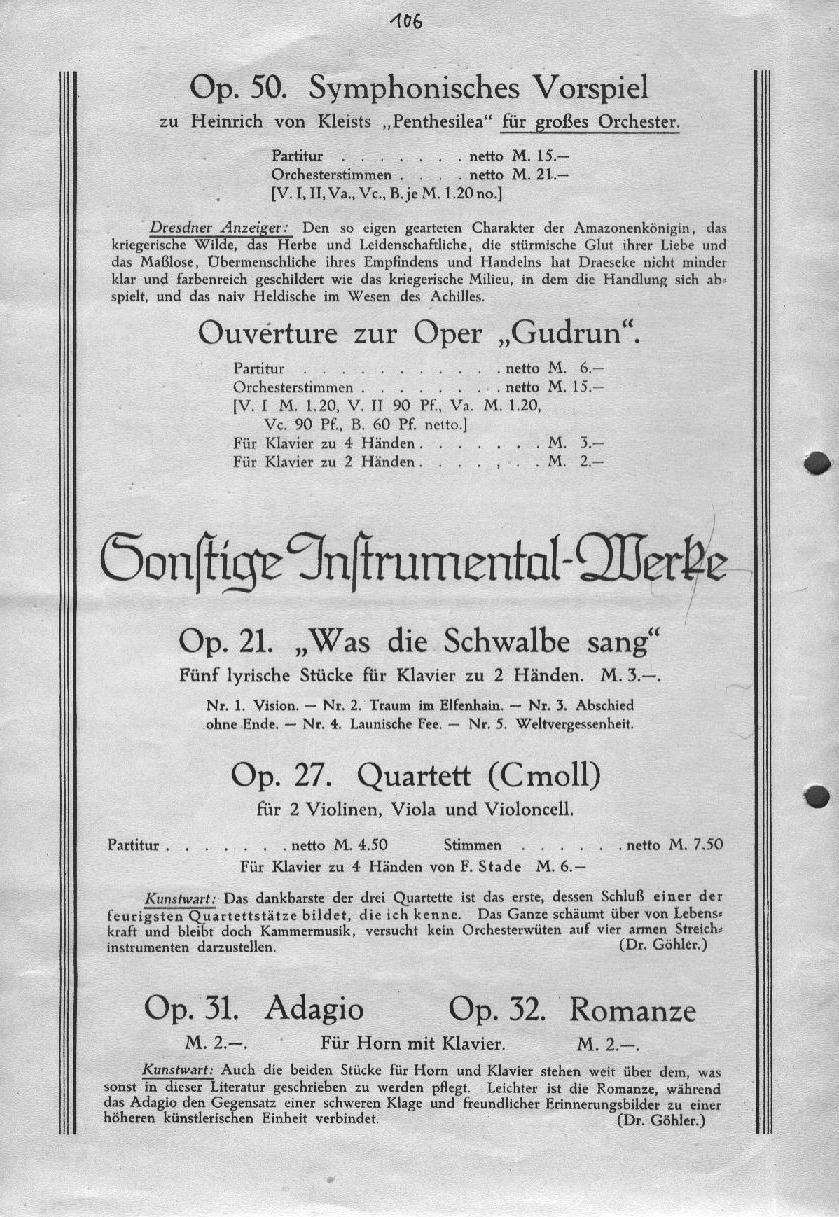 106
Op. 50. Symphonisches Vorspiel
zu Heinrich von Kleists „Penthesilea“ für großes Orchester.
Partitur . . . . . . . netto M. 15.—
Orchesterstimmen . . . . netto M. 21.—
[V. I, II, Va., Vc., B. je M. 1.20 no.]
Dresdner Anzeiger: Den so eigen gearteten Charakter der Amazonenkönigin, das
kriegerische Wilde, das Herbe und Leidenschaftliche, die stürmische Glut ihrer Liebe und
das Maßlose, Übermenschliche ihres Empfindens und Handelns hat Draeseke nicht minder
klar und farbenreich geschildert wie das kriegerische Milieu, in dem die Handlung sich ab-
spielt, und das naiv Heldische im Wesen des Achilles.
Ouvérture zur Oper „Gudrun“.
Partitur . . . . . . . . . . . netto M. 6.—
Orchesterstimmen . . . . . . . . netto M. 15.—
[V. I M. 1.20, V. II 90 Pf., Va. M. 1.20,
Vc. 90 Pf., B. 60 Pf. netto.]
Für Klavier zu 4 Händen . . . . . . . M. 3.—
Für Klavier zu 2 Händen . . . . . . . M. 2.—
Sonstige Instrumental-Werke
Op. 21. „Was die Schwalbe sang“
Fünf lyrische Stücke für Klavier zu 2 Händen. M. 3.—.
Nr. 1. Vision. — Nr. 2. Traum im Elfenhain. — Nr. 3. Abschied
ohne Ende. — Nr. 4. Launische Fee. — Nr. 5. Weltvergessenheit.
Op. 27. Quartett (C moll)
für 2 Violinen, Viola und Violoncell.
Partitur . . . . . . . netto M. 4.50 Stimmen . . . . . . netto M. 7.50
Für Klavier zu 4 Händen von F. Stade M. 6.—
Kunstwart: Das dankbarste der drei Quartette ist das erste, dessen Schluß einer der
feurigsten Quartettstätze bildet, die ich kenne. Das Ganze schäumt über von Lebens-
kraft und bleibt doch Kammermusik, versucht kein Orchesterwüten auf vier armen Streich-
instrumenten darzustellen. (Dr. Göhler.)
Op. 31. Adagio Op. 32. Romanze
M. 2.—. Für Horn mit Klavier. M. 2.—.
Kunstwart: Auch die beiden Stücke für Horn und Klavier stehen weit über dem, was
sonst in dieser Literatur geschrieben zu werden pflegt. Leichter ist die Romanze, während
das Adagio den Gegensatz einer schweren Klage und freundlicher Erinnerungsbilder zu einer
höheren künstlerischen Einheit verbindet. (Dr. Göhler.)